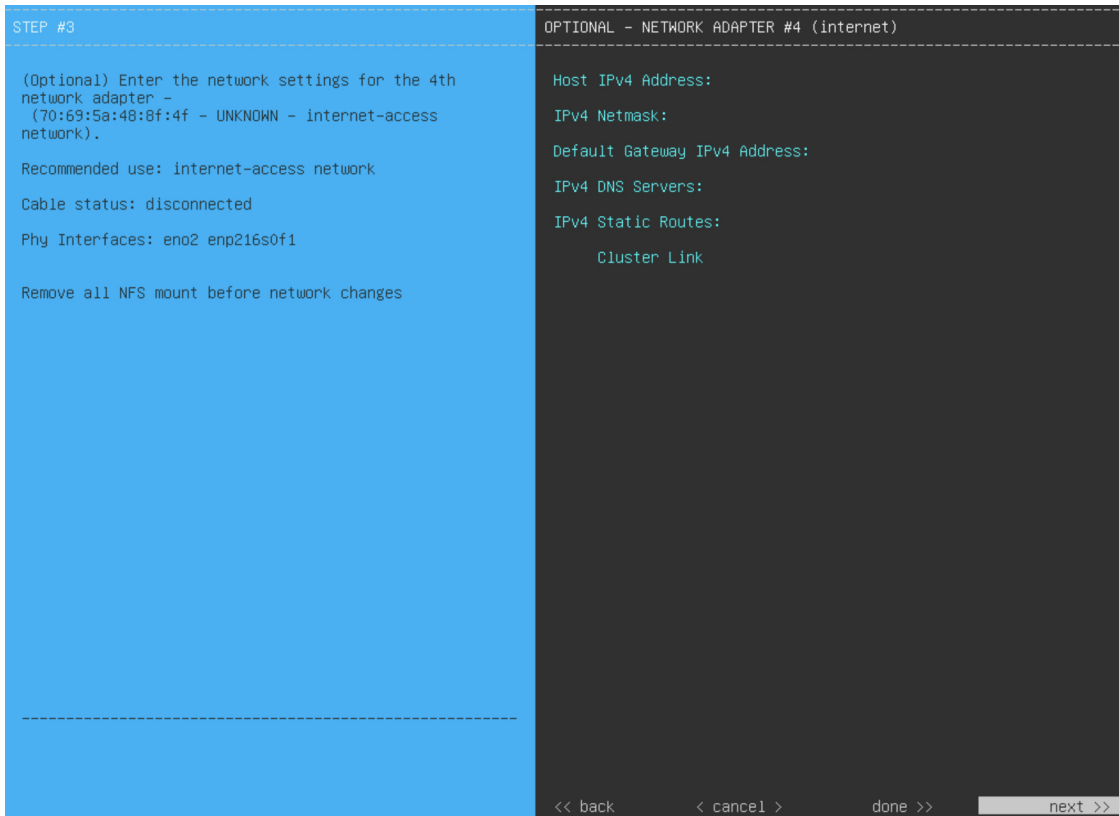 STEP #3
(Optional) Enter the network settings for the 4th
network adapter –
(70:69:5a:48:8f:4f – UNKNOWN – internet–access
network).
Recommended use: internet–access network
Cable status: disconnected
Phy Interfaces: eno2 enp216s0f1
Remove all NFS mount before network changes
OPTIONAL – NETWORK ADAPTER #4 (internet)
Host IPv4 Address:
IPv4 Netmask:
Default Gateway IPv4 Address:
IPv4 DNS Servers:
IPv4 Static Routes:
Cluster Link
<< back < cancel > done >> next >>